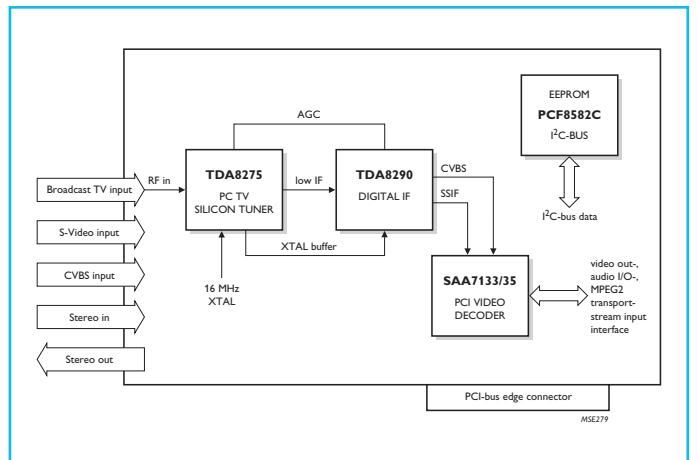 EEPROM
PCF8582C
I²C-BUS
AGC
RF in
TDA8275
PC TV
SILICON TUNER
low IF
TDA8290
DIGITAL IF
CVBS
SSIF
Broadcast TV input
S-Video input
CVBS input
Stereo in
Stereo out
XTAL buffer
16 MHz
XTAL
I²C-bus data
SAA7133/35
PCI VIDEO
DECODER
video out-,
audio I/O-,
MPEG2
transport-
stream input
interface
PCI-bus edge connector
MSE279